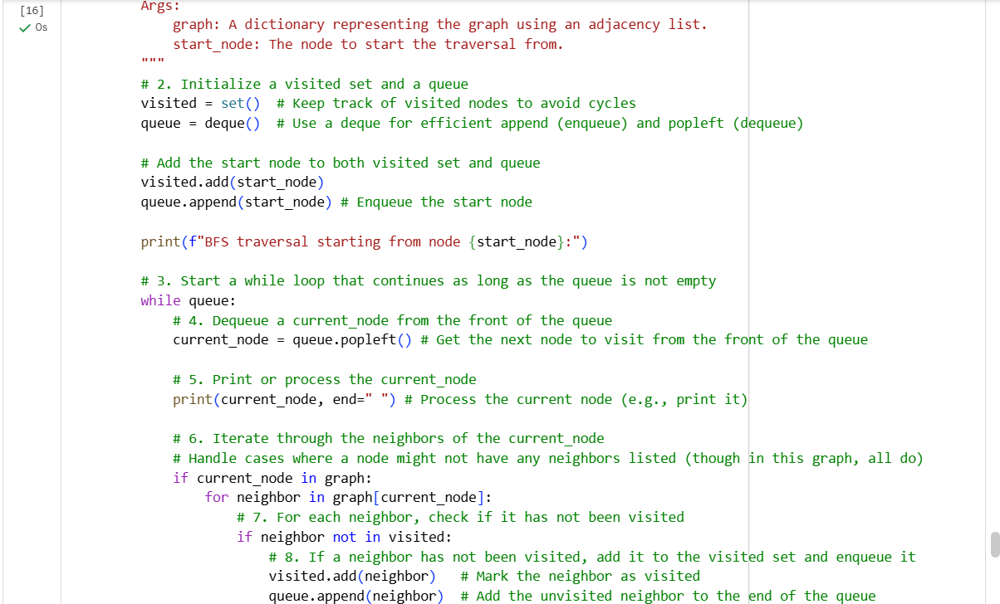 [16]
0s
Args:
graph: A dictionary representing the graph using an adjacency list.
start_node: The node to start the traversal from.
"""
# 2. Initialize a visited set and a queue
visited = set()  # Keep track of visited nodes to avoid cycles
queue = deque()  # Use a deque for efficient append (enqueue) and popleft (dequeue)
# Add the start node to both visited set and queue
visited.add(start_node)
queue.append(start_node) # Enqueue the start node
print(f"BFS traversal starting from node {start_node}:")
# 3. Start a while loop that continues as long as the queue is not empty
while queue:
# 4. Dequeue a current_node from the front of the queue
current_node = queue.popleft() # Get the next node to visit from the front of the queue
# 5. Print or process the current_node
print(current_node, end=" ") # Process the current node (e.g., print it)
# 6. Iterate through the neighbors of the current_node
# Handle cases where a node might not have any neighbors listed (though in this graph, all do)
if current_node in graph:
for neighbor in graph[current_node]:
# 7. For each neighbor, check if it has not been visited
if neighbor not in visited:
# 8. If a neighbor has not been visited, add it to the visited set and enqueue it
visited.add(neighbor)   # Mark the neighbor as visited
queue.append(neighbor)  # Add the unvisited neighbor to the end of the queue